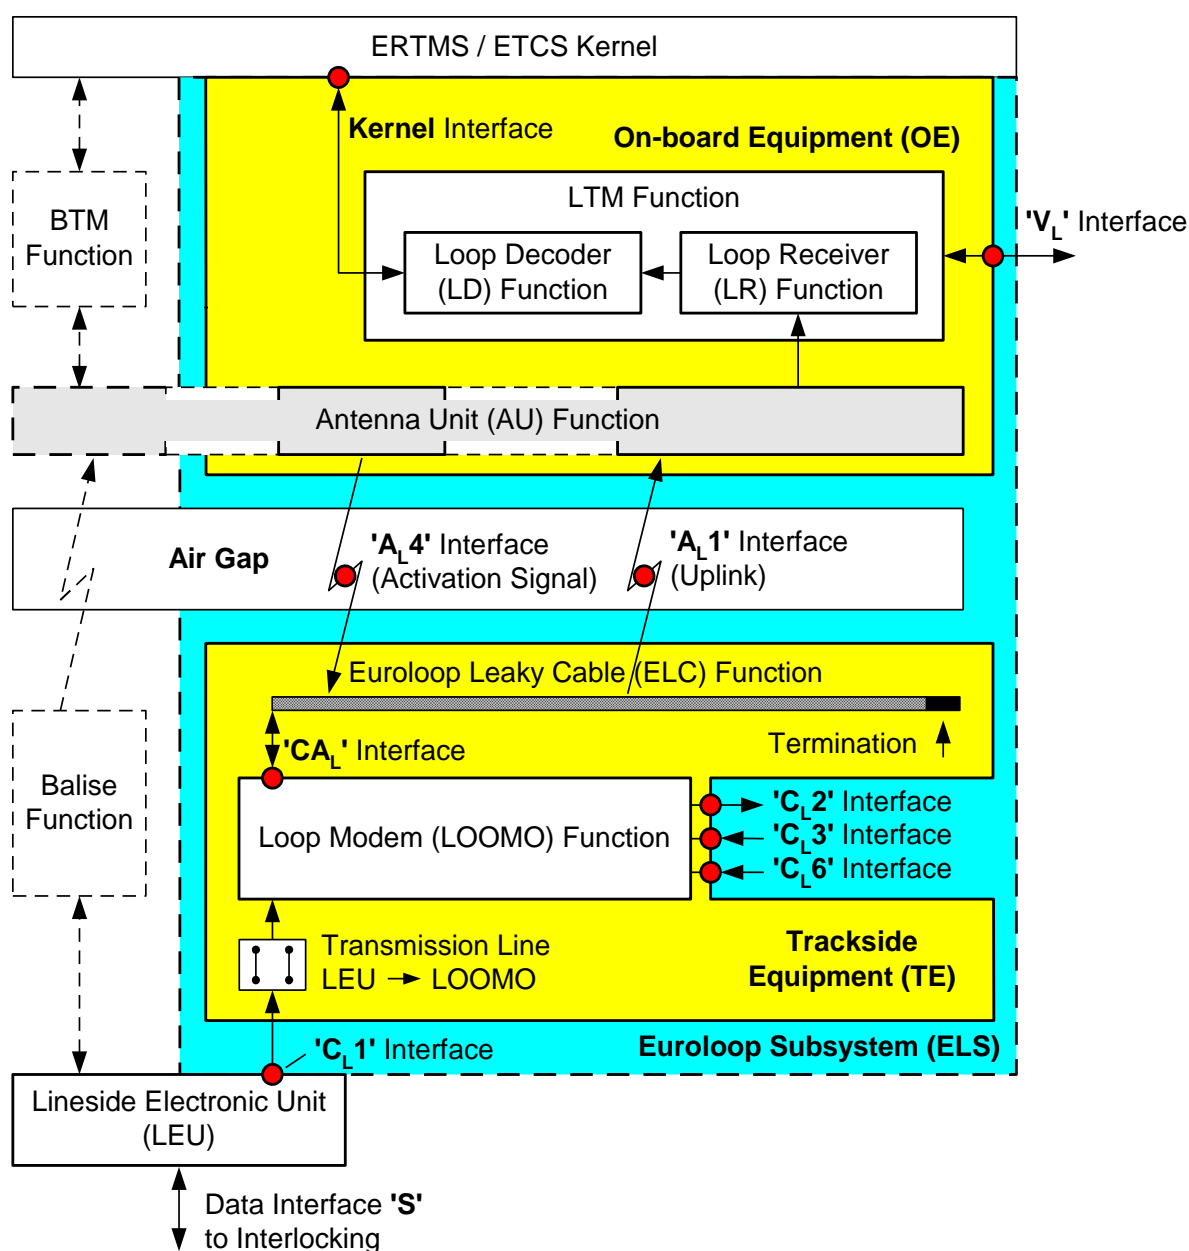 ERTMS / ETCS Kernel
Kernel Interface
On-board Equipment (OE)
BTM
Function
LTM Function
'VL' Interface
Loop Decoder
(LD) Function
Loop Receiver
(LR) Function
Antenna Unit (AU) Function
Air Gap
'AL4' Interface
(Activation Signal)
'AL1' Interface
(Uplink)
Euroloop Leaky Cable (ELC) Function
'CAL' Interface
Termination
Balise
Function
Loop Modem (LOOMO) Function
'CL2' Interface
'CL3' Interface
'CL6' Interface
Transmission Line
LEU → LOOMO
Trackside
Equipment (TE)
'CL1' Interface
Euroloop Subsystem (ELS)
Lineside Electronic Unit
(LEU)
Data Interface 'S'
to Interlocking